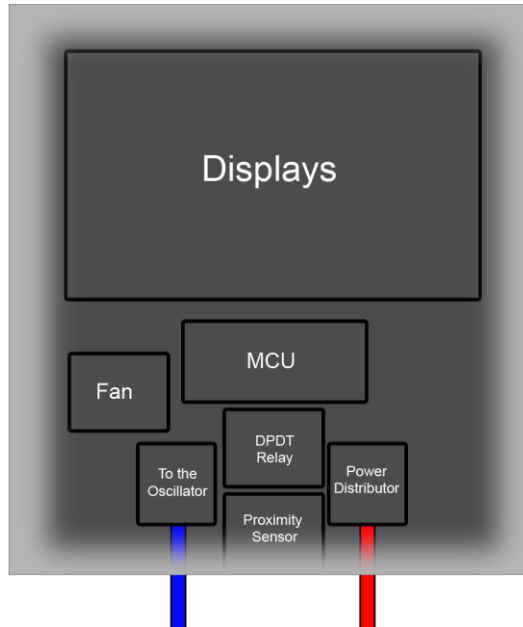 Displays
MCU
Fan
DPDT
Relay
To the
Oscillator
Power
Distributor
Proximity
Sensor